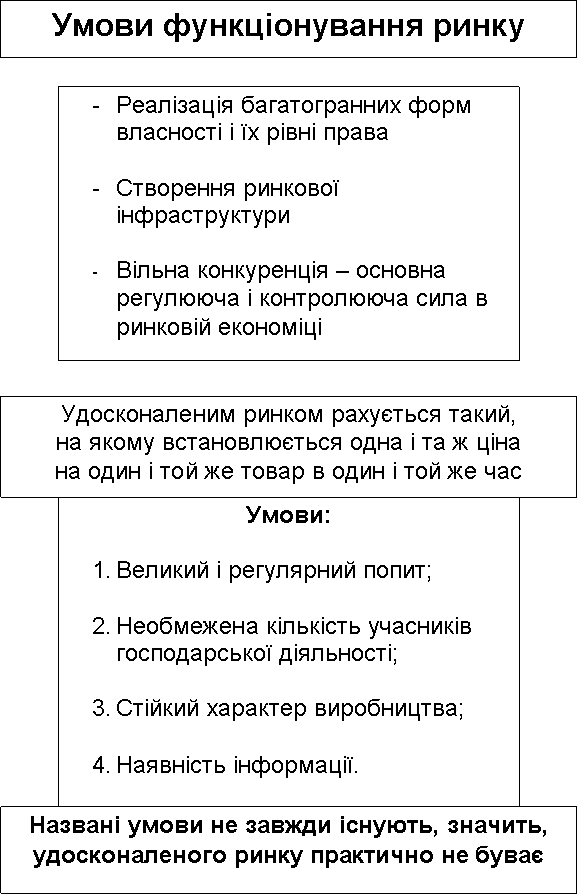 Умови функціонування ринку
- Реалізація багатогранних форм
власності і їх рівні права
- Створення ринкової
інфраструктури
- Вільна конкуренція – основна
регулююча і контролююча сила в
ринковій економіці
Удосконаленим ринком рахується такий,
на якому встановлюється одна і та ж ціна
на один і той же товар в один і той же час
Умови:
1. Великий і регулярний попит;
2. Необмежена кількість учасників
господарської діяльності;
3. Стійкий характер виробництва;
4. Наявність інформації.
Названі умови не завжди існують, значить,
удосконаленого ринку практично не буває